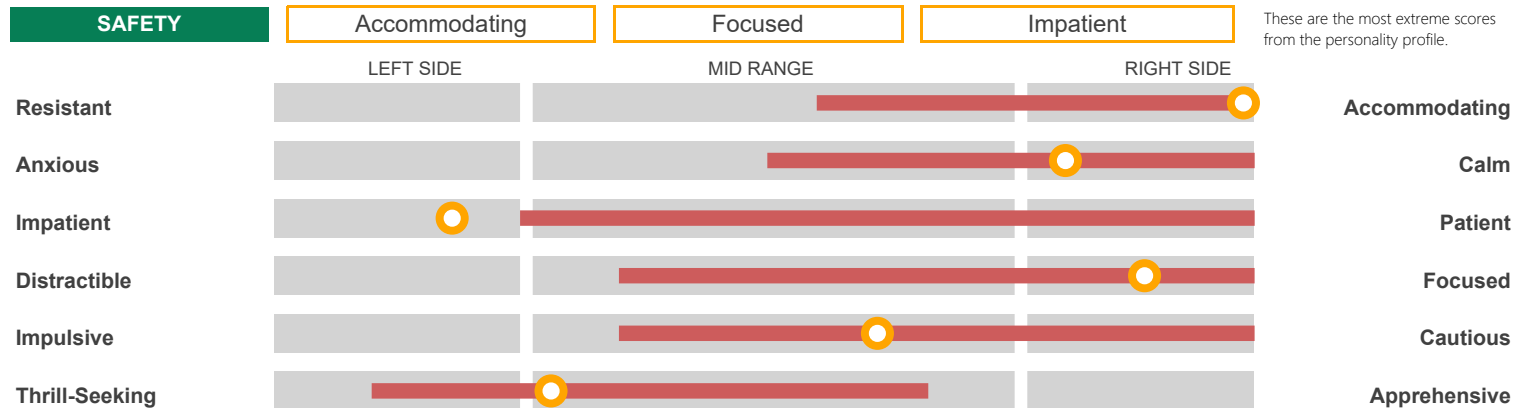 SAFETY Accommodating Focused Impatient These are the most extreme scores
from the personality profile.
LEFT SIDE MID RANGE RIGHT SIDE
Resistant Accommodating
Anxious Calm
Impatient Patient
Distractible Focused
Impulsive Cautious
Thrill-Seeking Apprehensive